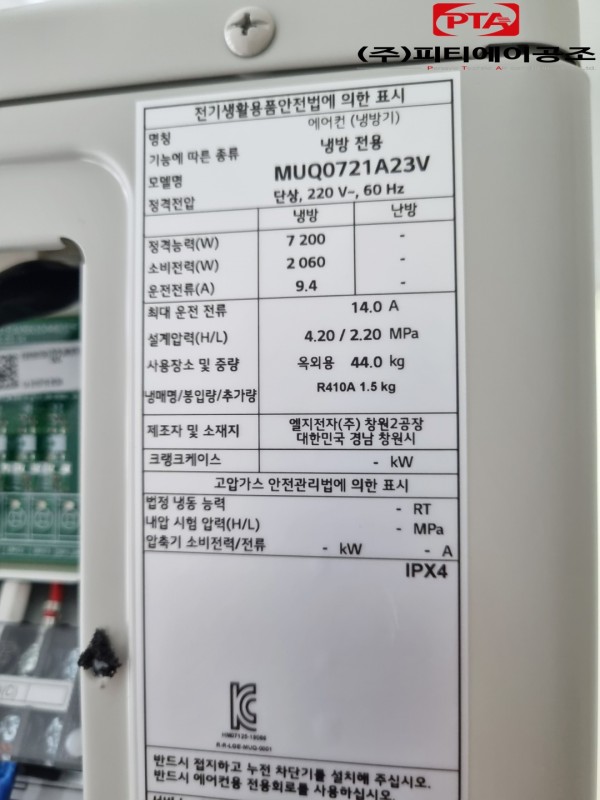 PTA
(주)피티에어공조
P T A
전기생활용품안전법에 의한 표시
명칭 에어컨 (냉방기)
기능에 따른 종류 냉방 전용
모델명 MUQ0721A23V
정격전압 단상, 220 V~, 60 Hz
냉방 난방
정격능력(W) 7 200 -
소비전력(W) 2 060 -
운전전류(A) 9.4 -
최대 운전 전류 14.0 A
설계압력(H/L) 4.20 / 2.20 MPa
사용장소 및 중량 옥외용 44.0 kg
냉매명/봉입량/추가량 R410A 1.5 kg
제조자 및 소재지 엘지전자(주) 창원2공장
대한민국 경남 창원시
크랭크케이스 - kW
고압가스 안전관리법에 의한 표시
법정 냉동 능력 - RT
내압 시험 압력(H/L) - MPa
압축기 소비전력/전류 - kW - A
IPX4
R-R-LGE-MUQ-0001
반드시 접지하고 누전 차단기를 설치해 주십시오.
반드시 에어컨용 전용회로를 사용하십시오.